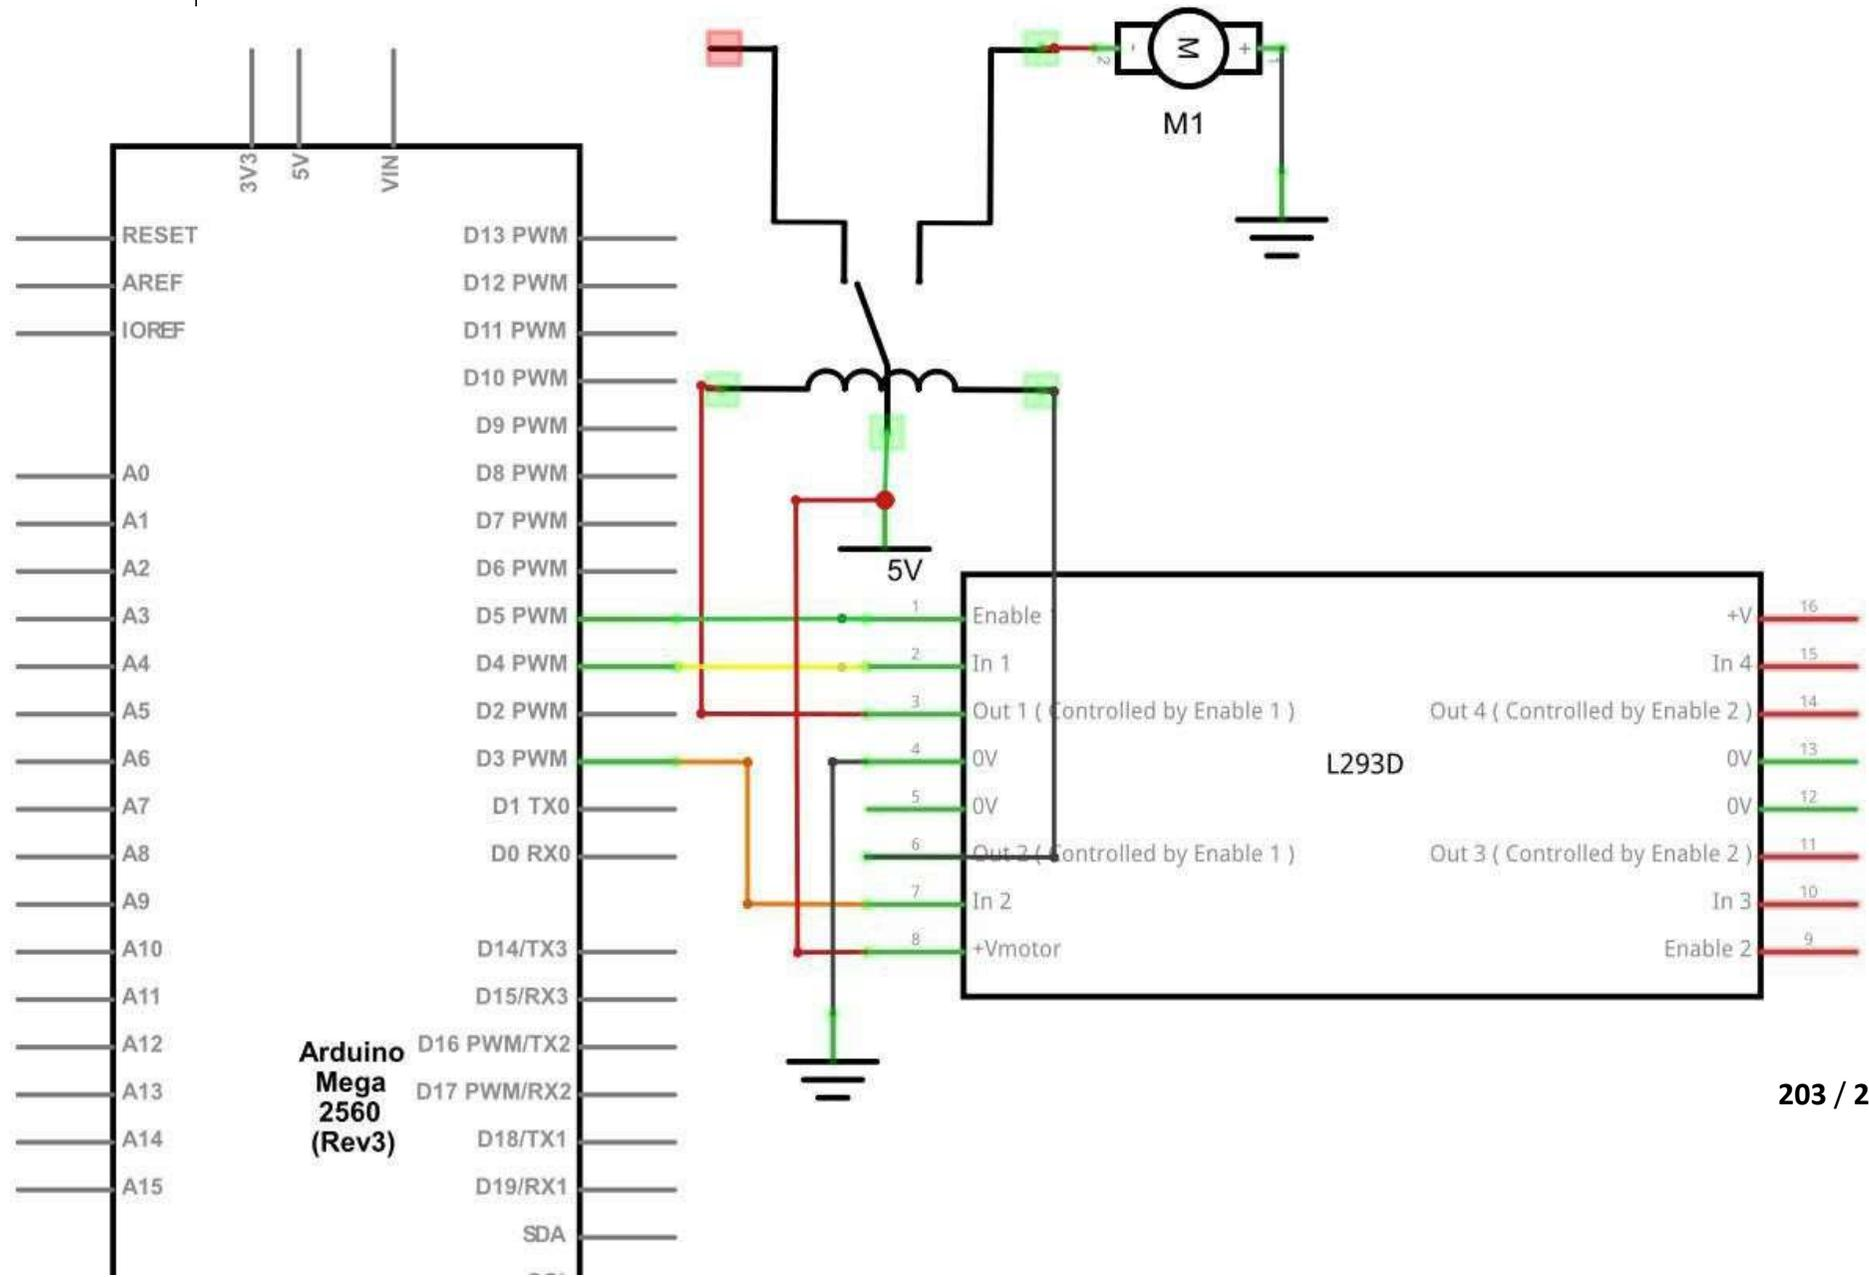 M
-
+
2
1
M1
3V3
5V
VIN
RESET
AREF
IOREF
A0
A1
A2
A3
A4
A5
A6
A7
A8
A9
A10
A11
A12
A13
A14
A15
D13 PWM
D12 PWM
D11 PWM
D10 PWM
D9 PWM
D8 PWM
D7 PWM
D6 PWM
D5 PWM
D4 PWM
D2 PWM
D3 PWM
D1 TX0
D0 RX0
D14/TX3
D15/RX3
D16 PWM/TX2
D17 PWM/RX2
D18/TX1
D19/RX1
SDA
Arduino
Mega
2560
(Rev3)
5V
1 Enable 1
2 In 1
3 Out 1 ( Controlled by Enable 1 )
4 0V
5 0V
6 Out 2 ( Controlled by Enable 1 )
7 In 2
8 +Vmotor
L293D
+V 16
In 4 15
Out 4 ( Controlled by Enable 2 ) 14
0V 13
0V 12
Out 3 ( Controlled by Enable 2 ) 11
In 3 10
Enable 2 9
203 / 2